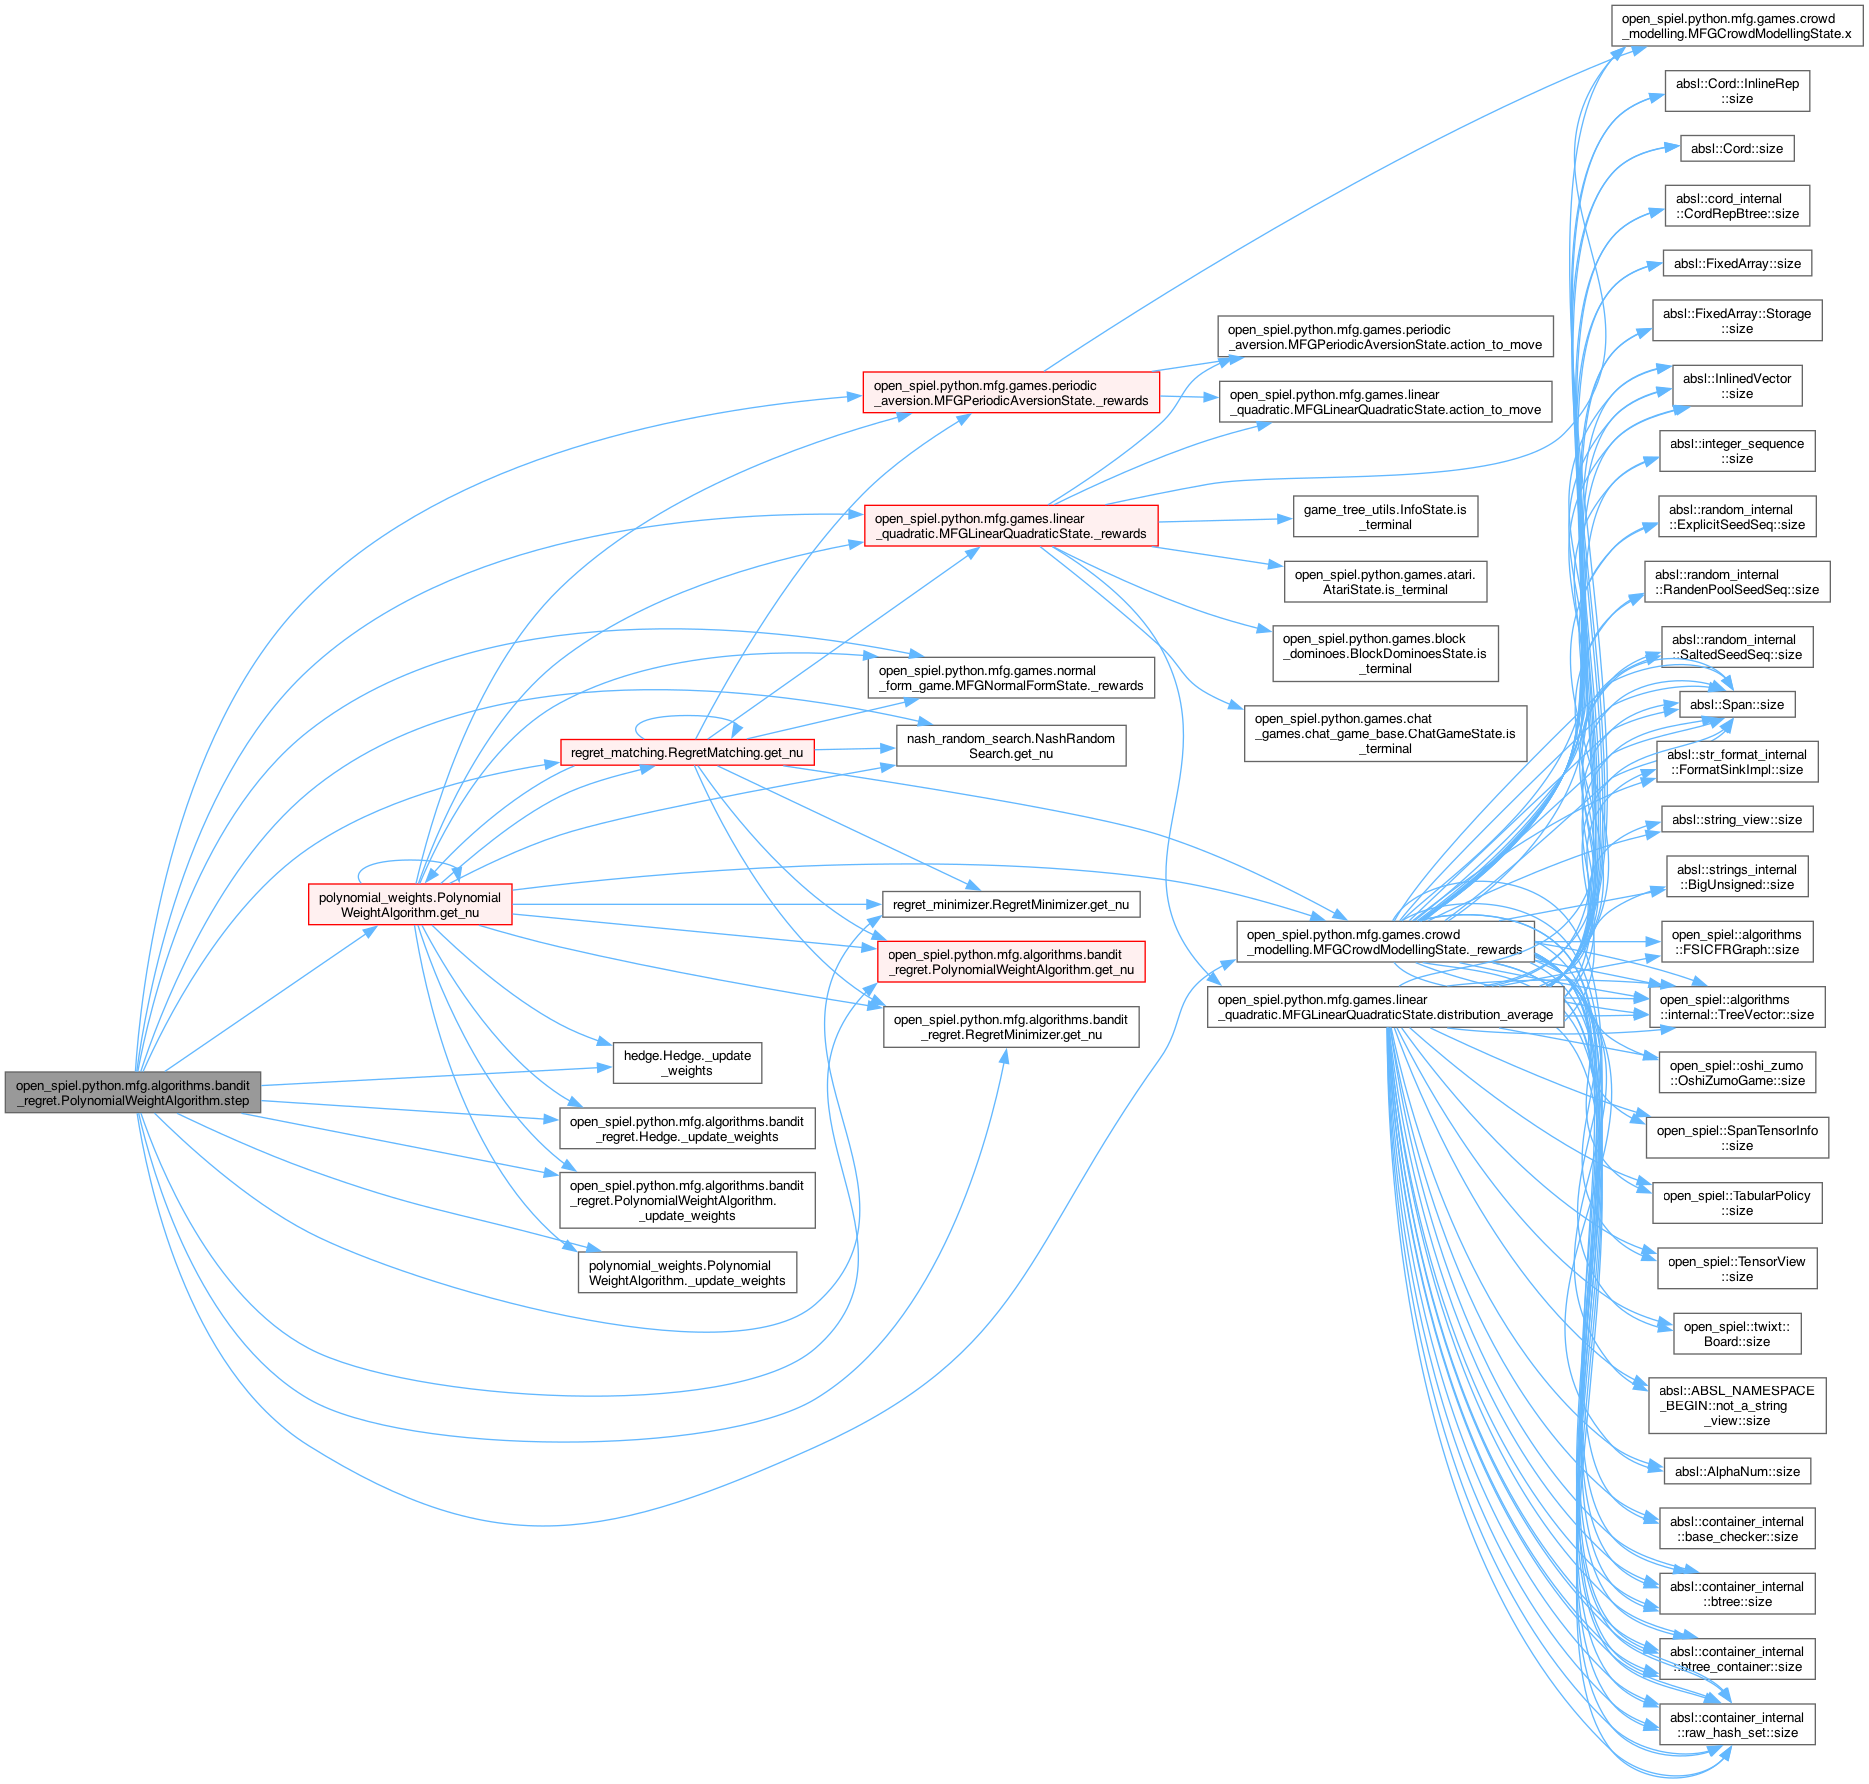 open_spiel.python.mfg.algorithms.bandit
_regret.PolynomialWeightAlgorithm.step
polynomial_weights.Polynomial
WeightAlgorithm.get_nu
regret_matching.RegretMatching.get_nu
hedge.Hedge._update
_weights
open_spiel.python.mfg.algorithms.bandit
_regret.Hedge._update_weights
open_spiel.python.mfg.algorithms.bandit
_regret.PolynomialWeightAlgorithm.
_update_weights
polynomial_weights.Polynomial
WeightAlgorithm._update_weights
open_spiel.python.mfg.games.periodic
_aversion.MFGPeriodicAversionState._rewards
open_spiel.python.mfg.games.linear
_quadratic.MFGLinearQuadraticState._rewards
open_spiel.python.mfg.games.normal
_form_game.MFGNormalFormState._rewards
nash_random_search.NashRandom
Search.get_nu
regret_minimizer.RegretMinimizer.get_nu
open_spiel.python.mfg.algorithms.bandit
_regret.PolynomialWeightAlgorithm.get_nu
open_spiel.python.mfg.algorithms.bandit
_regret.RegretMinimizer.get_nu
open_spiel.python.mfg.games.periodic
_aversion.MFGPeriodicAversionState.action_to_move
open_spiel.python.mfg.games.linear
_quadratic.MFGLinearQuadraticState.action_to_move
game_tree_utils.InfoState.is
_terminal
open_spiel.python.games.atari.
AtariState.is_terminal
open_spiel.python.games.block
_dominoes.BlockDominoesState.is
_terminal
open_spiel.python.games.chat
_games.chat_game_base.ChatGameState.is
_terminal
open_spiel.python.mfg.games.crowd
_modelling.MFGCrowdModellingState._rewards
open_spiel.python.mfg.games.linear
_quadratic.MFGLinearQuadraticState.distribution_average
open_spiel.python.mfg.games.crowd
_modelling.MFGCrowdModellingState.x
absl::Cord::InlineRep
::size
absl::Cord::size
absl::cord_internal
::CordRepBtree::size
absl::FixedArray::size
absl::FixedArray::Storage
::size
absl::InlinedVector
::size
absl::integer_sequence
::size
absl::random_internal
::ExplicitSeedSeq::size
absl::random_internal
::RandenPoolSeedSeq::size
absl::random_internal
::SaltedSeedSeq::size
absl::Span::size
absl::str_format_internal
::FormatSinkImpl::size
absl::string_view::size
absl::strings_internal
::BigUnsigned::size
open_spiel::algorithms
::FSICFRGraph::size
open_spiel::algorithms
::internal::TreeVector::size
open_spiel::oshi_zumo
::OshiZumoGame::size
open_spiel::SpanTensorInfo
::size
open_spiel::TabularPolicy
::size
open_spiel::TensorView
::size
open_spiel::twixt::
Board::size
absl::ABSL_NAMESPACE
_BEGIN::not_a_string
_view::size
absl::AlphaNum::size
absl::container_internal
::base_checker::size
absl::container_internal
::btree::size
absl::container_internal
::btree_container::size
absl::container_internal
::raw_hash_set::size